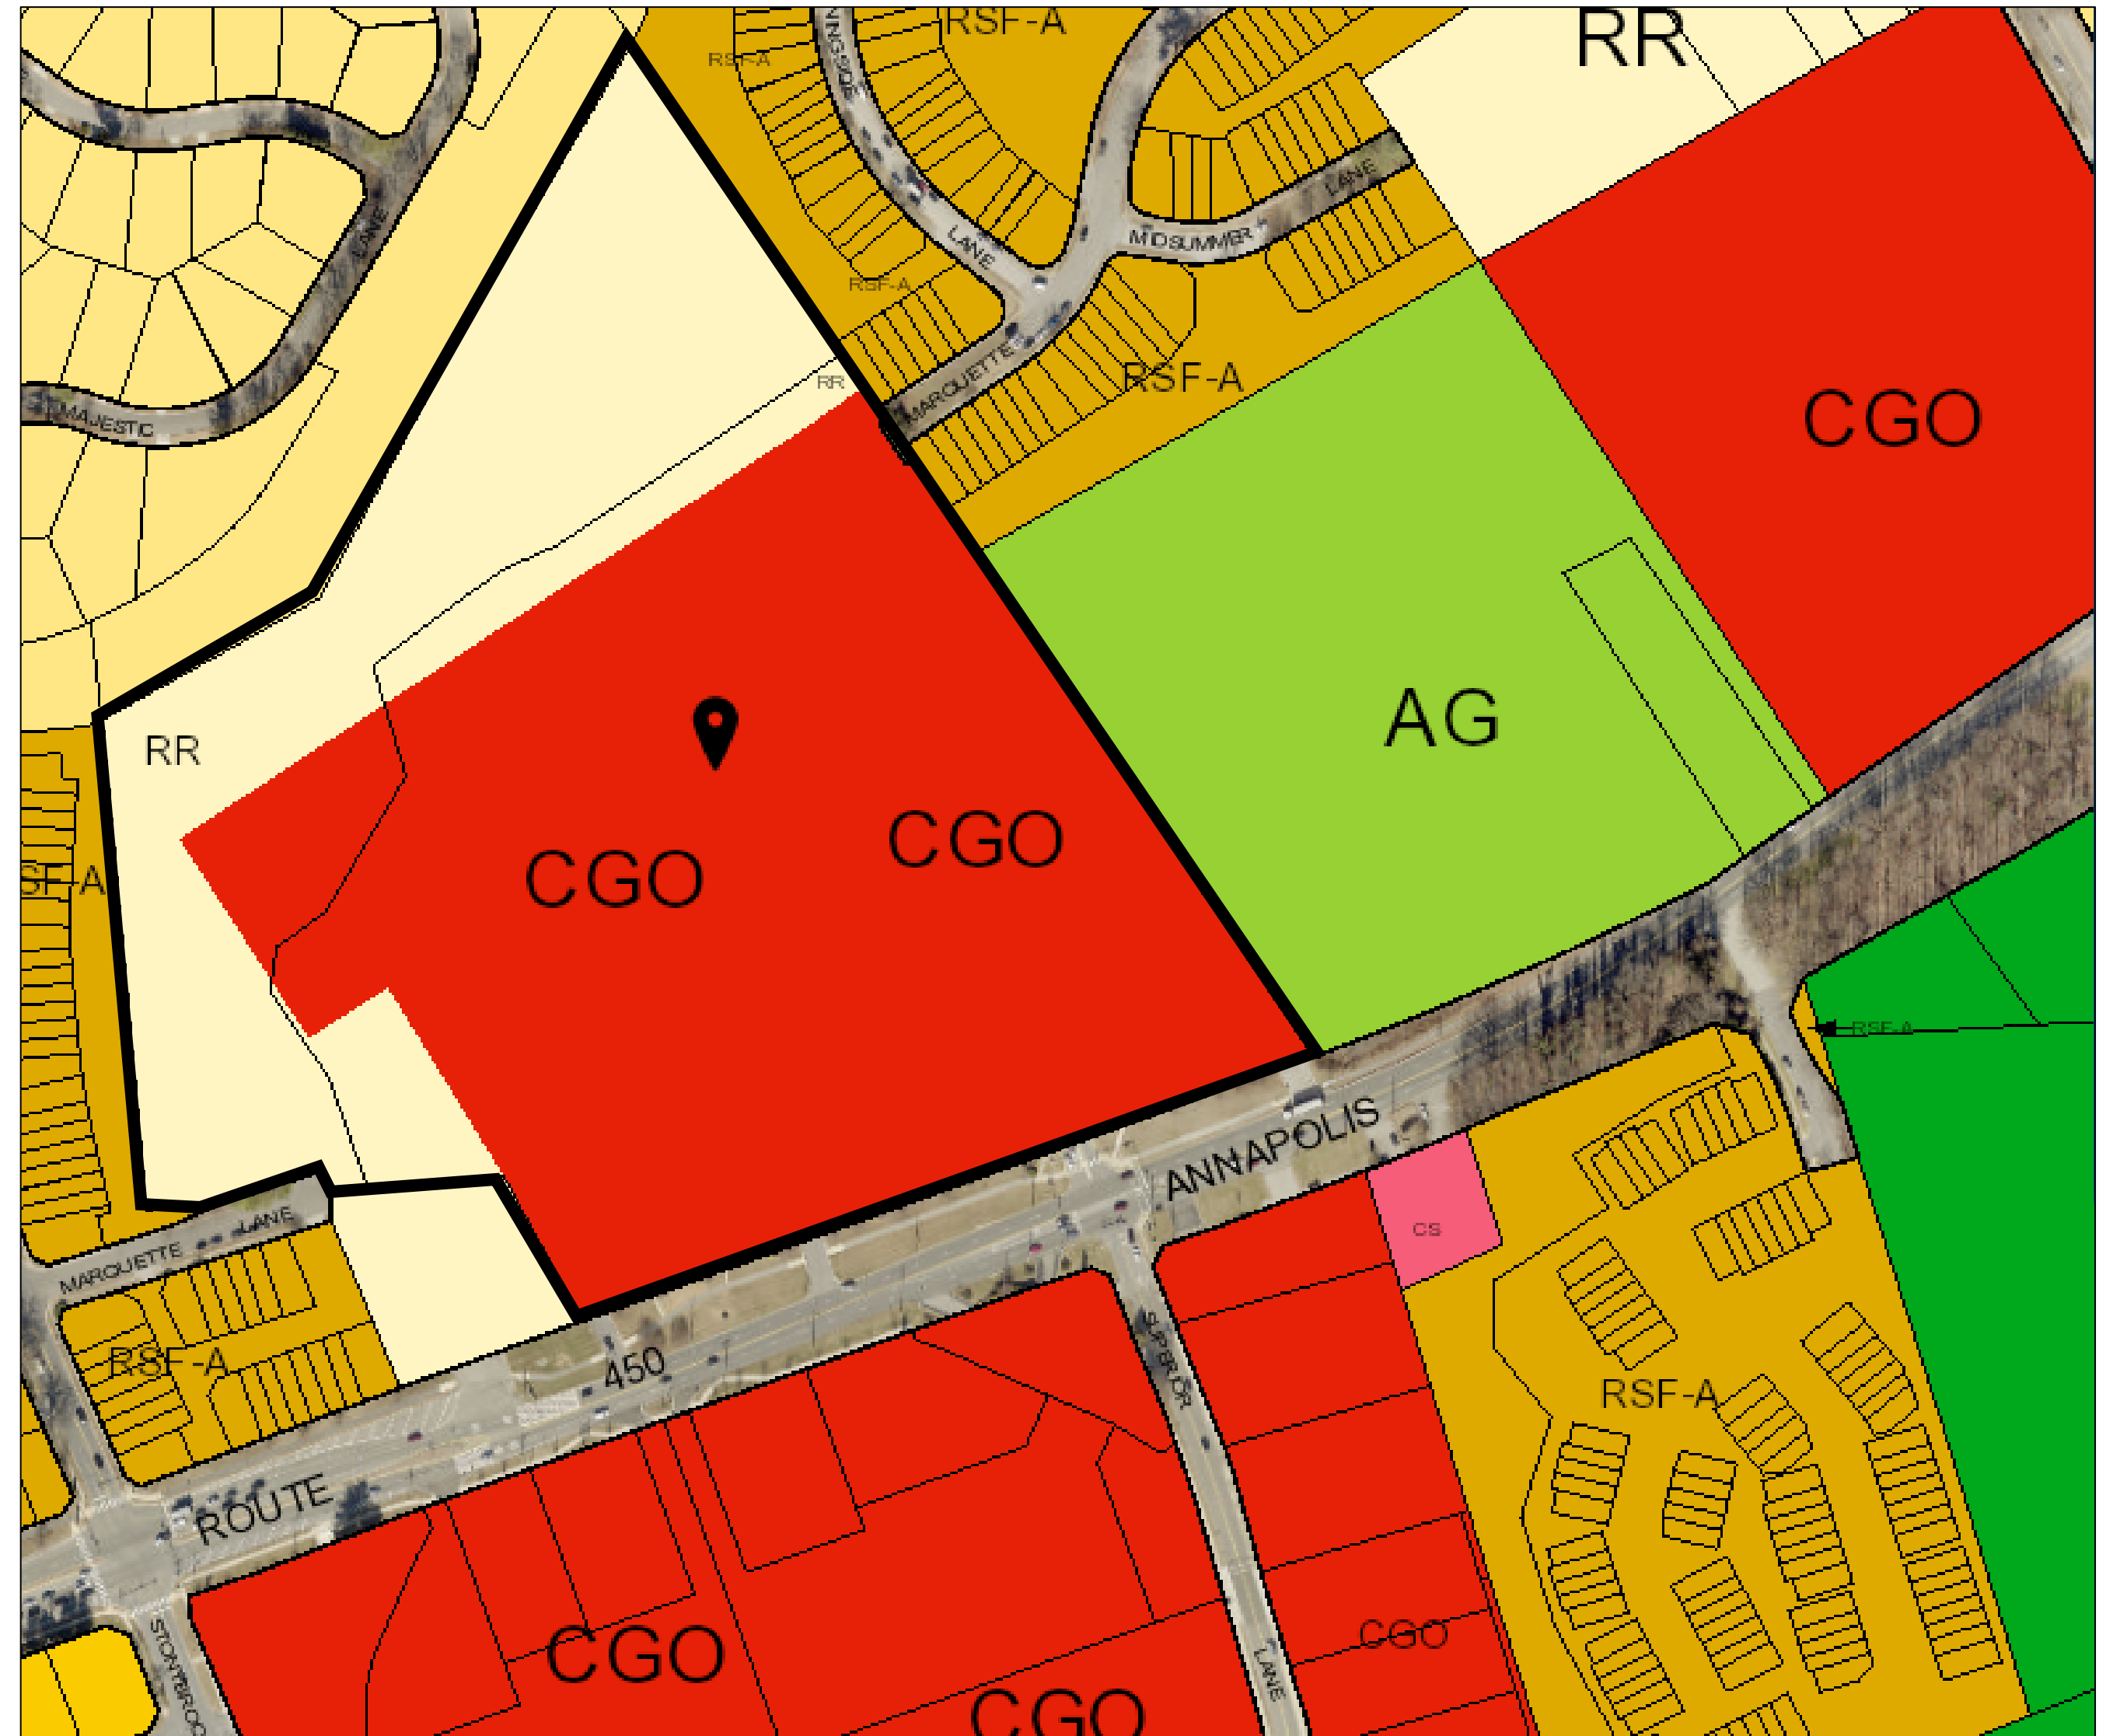 RSF-A
RR
RSF-A
LANE
LANE
LANE
MIDSUMMER
RSF-A
MARQUETTE
RSF-A
RR
CGO
MAJESTIC
RR
AG
CGO
CGO
RSF-A
ANNAPOLIS
LANE
MARQUETTE
CS
SUPERIOR
450
RSF-A
RSF-A
ROUTE
CGO
CGO
LANE
CGO